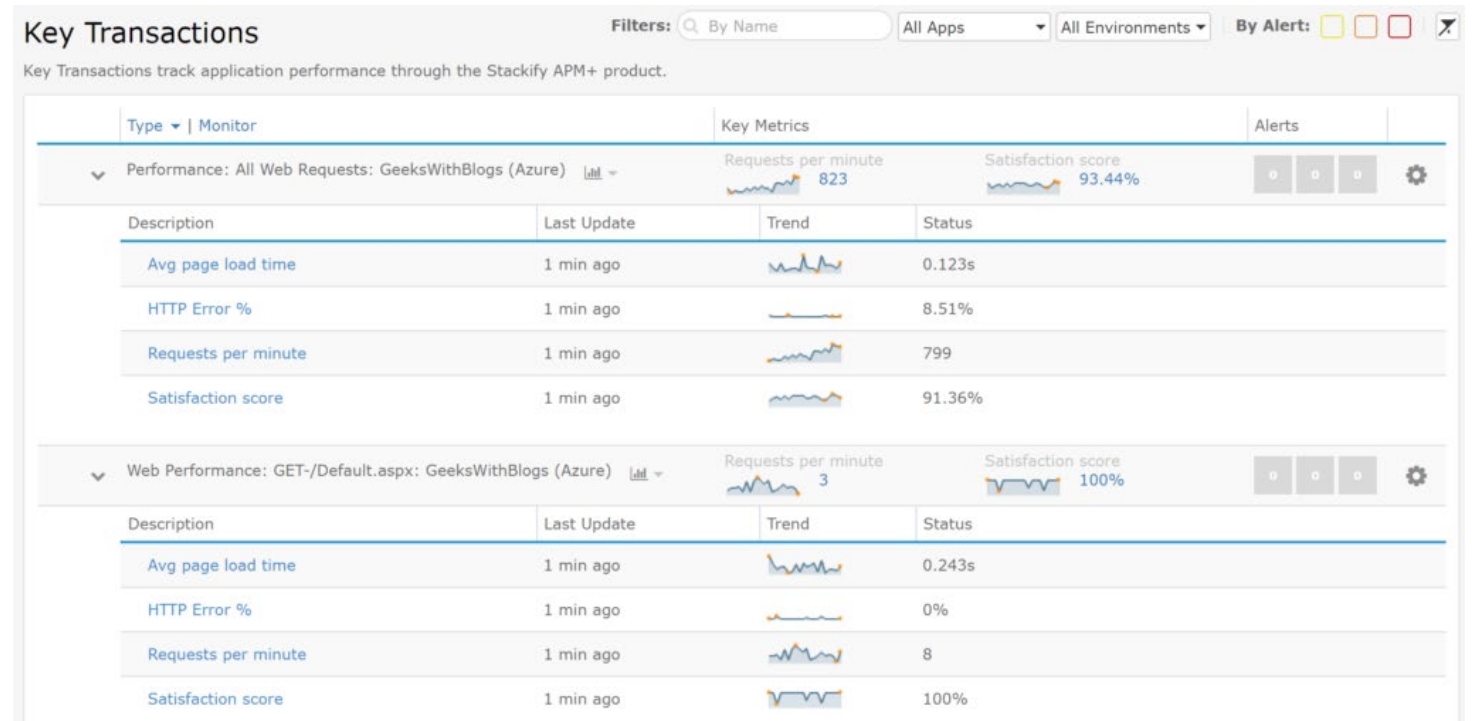 Key Transactions Filters: By Name All Apps All Environments By Alert:
Key Transactions track application performance through the Stackify APM+ product.
Type | Monitor Key Metrics Alerts
Performance: All Web Requests: GeeksWithBlogs (Azure) Requests per minute 823 Satisfaction score 93.44% 0 0 0
Description Last Update Trend Status
Avg page load time 1 min ago 0.123s
HTTP Error % 1 min ago 8.51%
Requests per minute 1 min ago 799
Satisfaction score 1 min ago 91.36%
Web Performance: GET-/Default.aspx: GeeksWithBlogs (Azure) Requests per minute 3 Satisfaction score 100% 0 0 0
Description Last Update Trend Status
Avg page load time 1 min ago 0.243s
HTTP Error % 1 min ago 0%
Requests per minute 1 min ago 8
Satisfaction score 1 min ago 100%